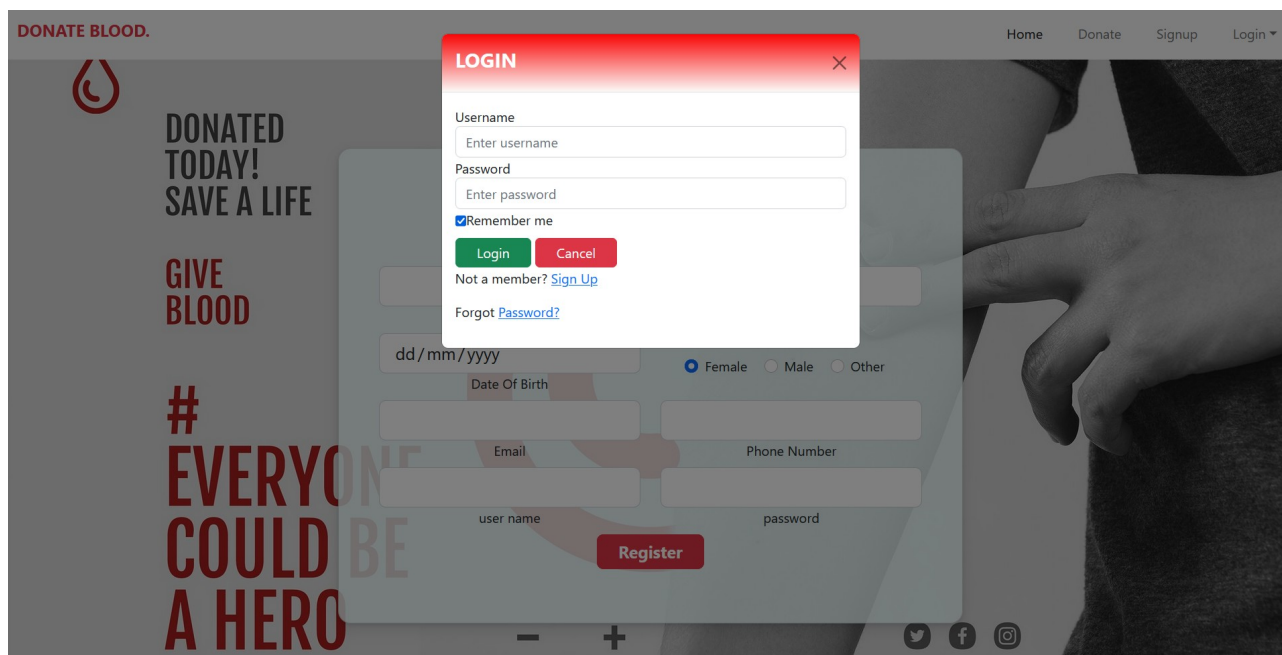 DONATE BLOOD.
Home Donate Signup Login
LOGIN
Username
Enter username
Password
Enter password
Remember me
Login Cancel
Not a member? Sign Up
Forgot Password?
DONATED
TODAY!
SAVE A LIFE
GIVE
BLOOD
#
EVERYONE
COULD BE
A HERO
dd/mm/yyyy
Date Of Birth
Female Male Other
Email Phone Number
user name password
Register